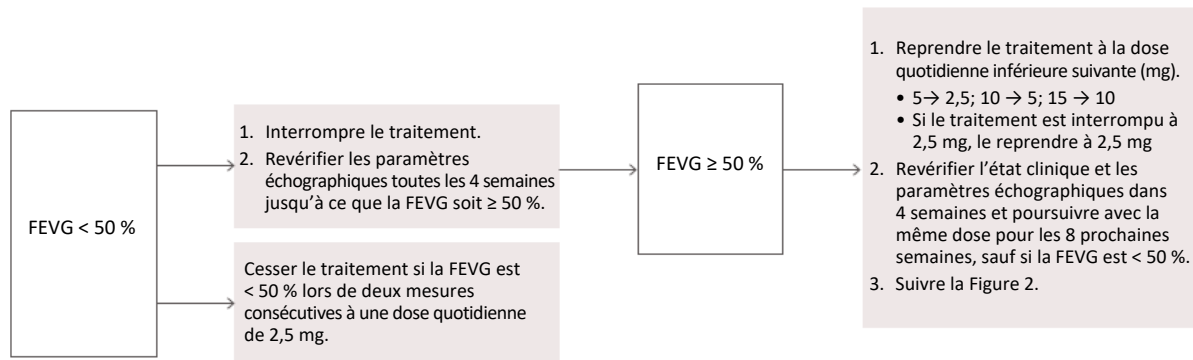 FEVG < 50 %
1. Interrompre le traitement.
2. Revérifier les paramètres
échographiques toutes les 4 semaines
jusqu’à ce que la FEVG soit ≥ 50 %.
Cesser le traitement si la FEVG est
< 50 % lors de deux mesures
consécutives à une dose quotidienne
de 2,5 mg.
FEVG ≥ 50 %
1. Reprendre le traitement à la dose
quotidienne inférieure suivante (mg).
• 5→ 2,5; 10 → 5; 15 → 10
• Si le traitement est interrompu à
2,5 mg, le reprendre à 2,5 mg
2. Revérifier l’état clinique et les
paramètres échographiques dans
4 semaines et poursuivre avec la
même dose pour les 8 prochaines
semaines, sauf si la FEVG est < 50 %.
3. Suivre la Figure 2.